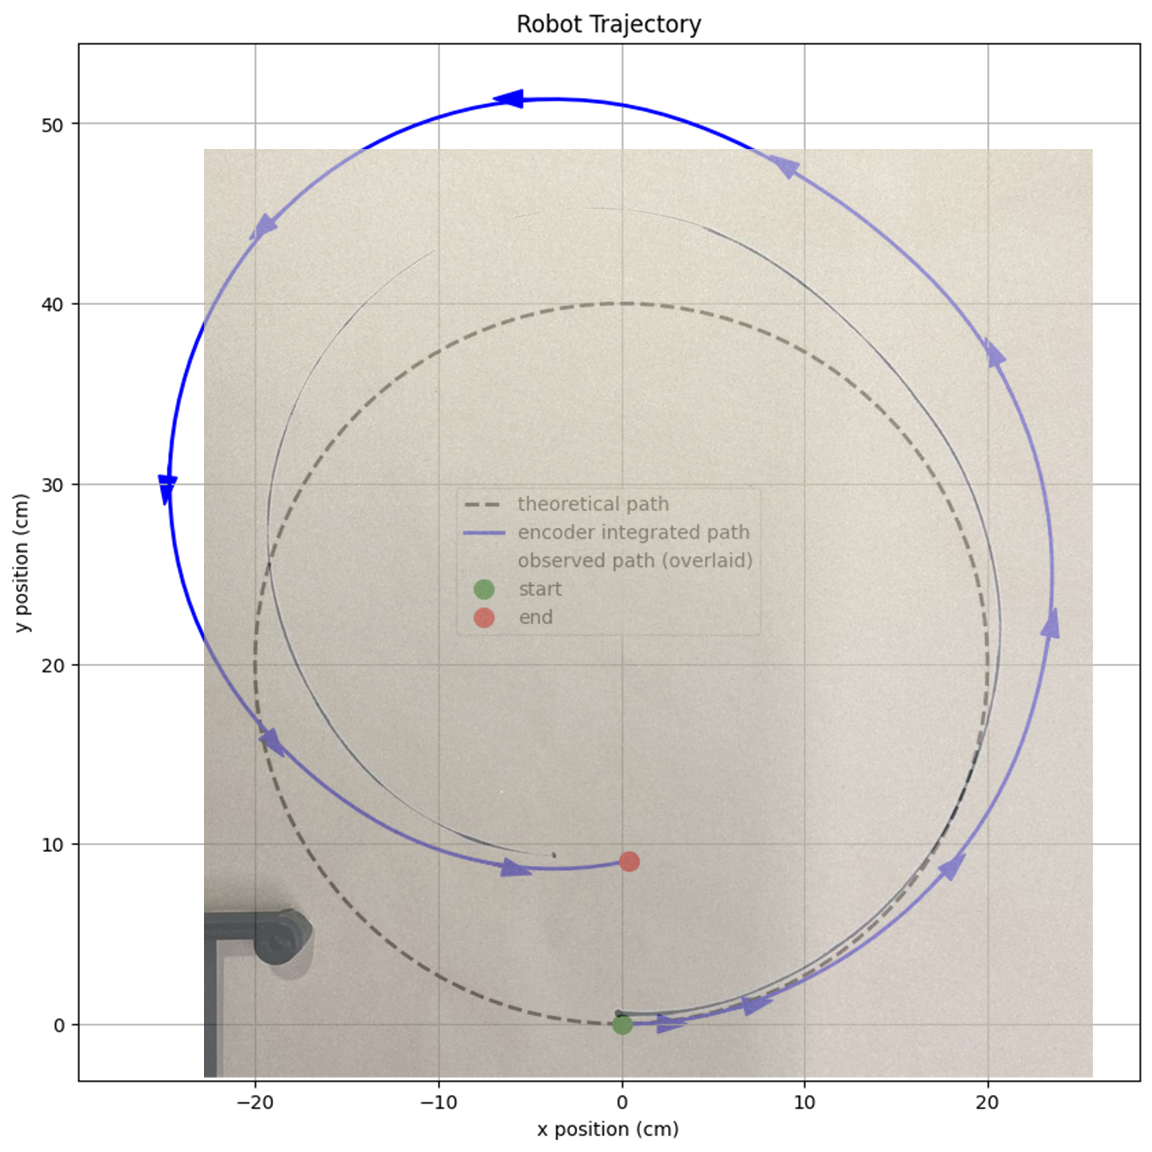 Robot Trajectory
50
40
30
20
10
0
y position (cm)
theoretical path
encoder integrated path
observed path (overlaid)
start
end
−20
−10
0
10
20
x position (cm)